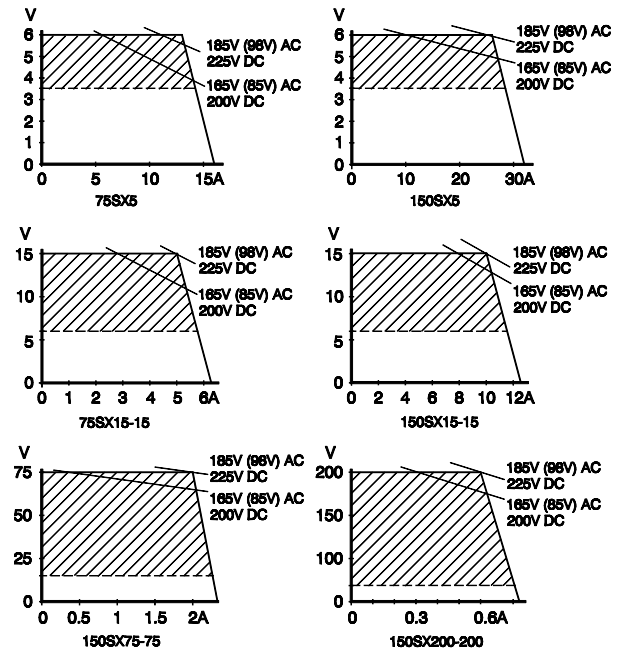 V
6
5
4
3
2
1
0
0 5 10 15A
185V (98V) AC
225V DC
165V (85V) AC
200V DC
75SX5
V
6
5
4
3
2
1
0
0 10 20 30A
185V (98V) AC
225V DC
165V (85V) AC
200V DC
150SX5
V
15
10
5
0
0 1 2 3 4 5 6A
185V (98V) AC
225V DC
165V (85V) AC
200V DC
75SX15-15
V
15
10
5
0
0 2 4 6 8 10 12A
185V (98V) AC
225V DC
165V (85V) AC
200V DC
150SX15-15
V
75
50
25
0
0 0.5 1 1.5 2A
185V (98V) AC
225V DC
165V (85V) AC
200V DC
150SX75-75
V
200
150
100
0
0 0.3 0.6A
185V (98V) AC
225V DC
165V (85V) AC
200V DC
150SX200-200